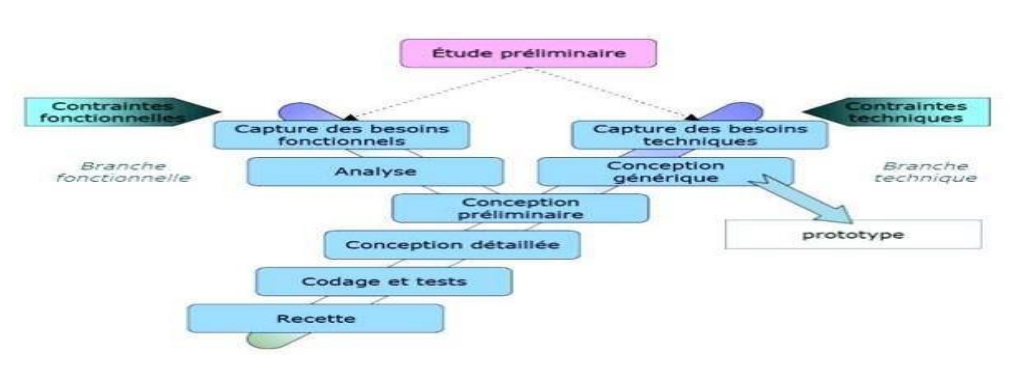 Étude préliminaire
Contraintes
fonctionnelles
Contraintes
techniques
Capture des besoins
fonctionnels
Capture des besoins
techniques
Branche
fonctionnelle
Analyse
Conception
générique
Branche
technique
Conception
préliminaire
prototype
Conception détaillée
Codage et tests
Recette